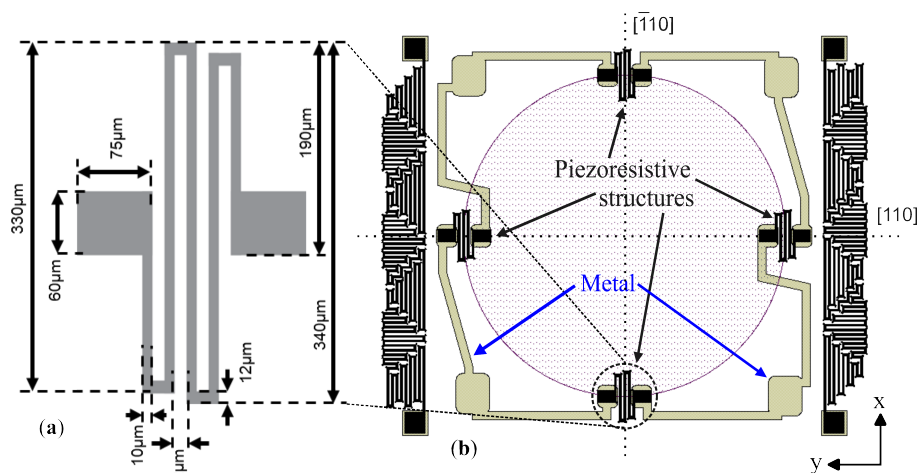 330µm
75µm
60µm
190µm
340µm
12µm
10µm
µm
(a)
[1̅10]
Piezoresistive
structures
[110]
Metal
(b)
x
y